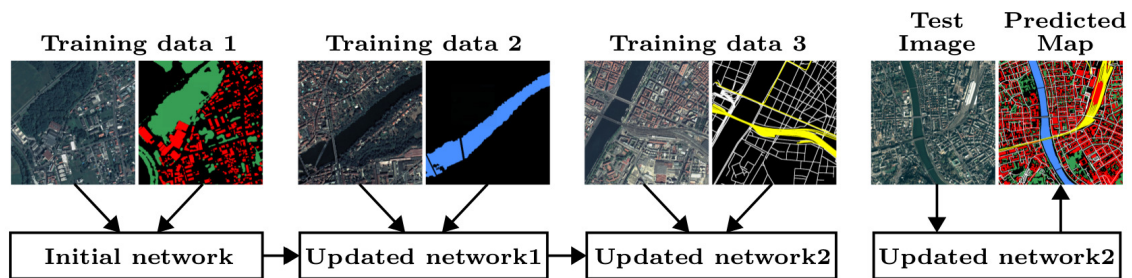 Training data 1
Training data 2
Training data 3
Test
Image
Predicted
Map
Initial network
Updated network1
Updated network2
Updated network2